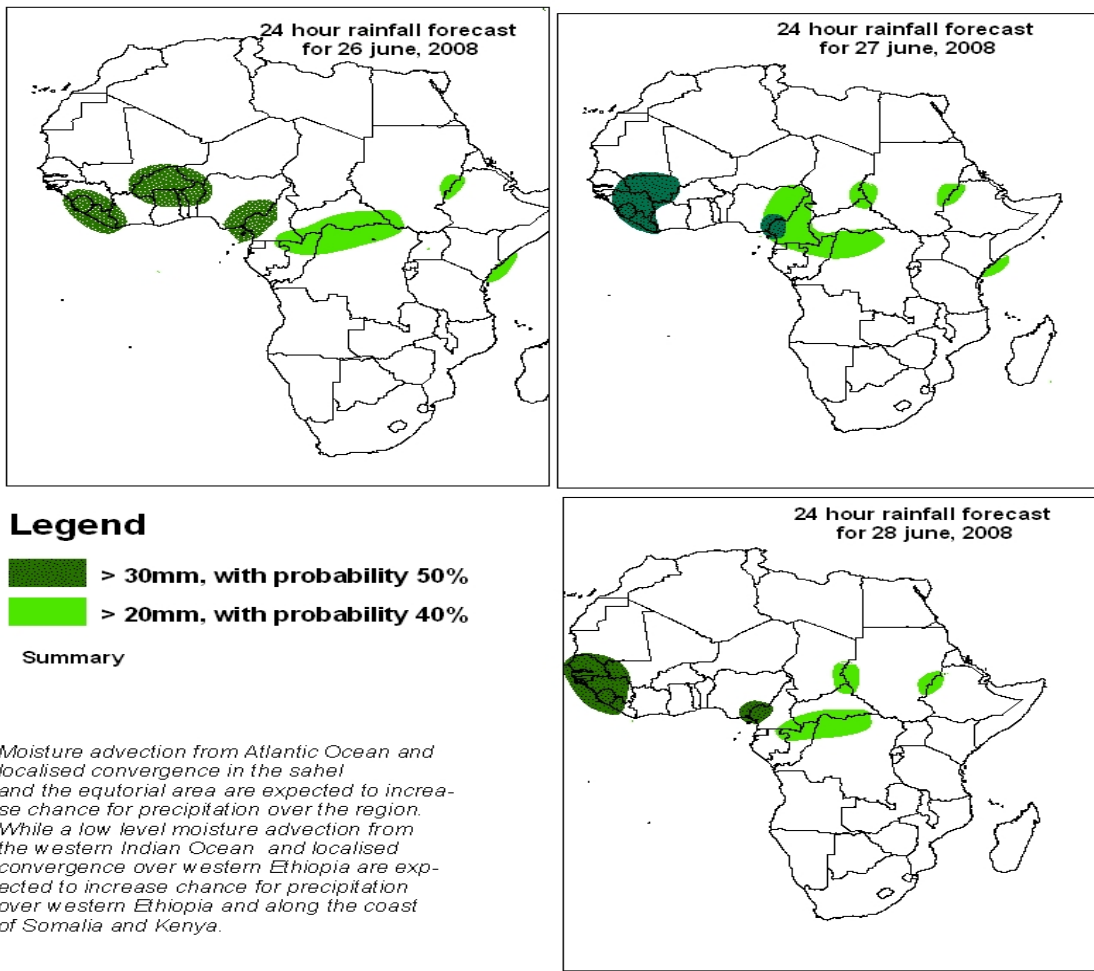 24 hour rainfall forecast
for 26 june, 2008
24 hour rainfall forecast
for 27 june, 2008
Legend
> 30mm, with probability 50%
> 20mm, with probability 40%
Summary
Moisture advection from Atlantic Ocean and
localised convergence in the sahel
and the equtorial area are expected to increa-
se chance for precipitation over the region.
While a low level moisture advection from
the western Indian Ocean and localised
convergence over western Ethiopia are exp-
ected to increase chance for precipitation
over western Ethiopia and along the coast
of Somalia and Kenya.
24 hour rainfall forecast
for 28 june, 2008